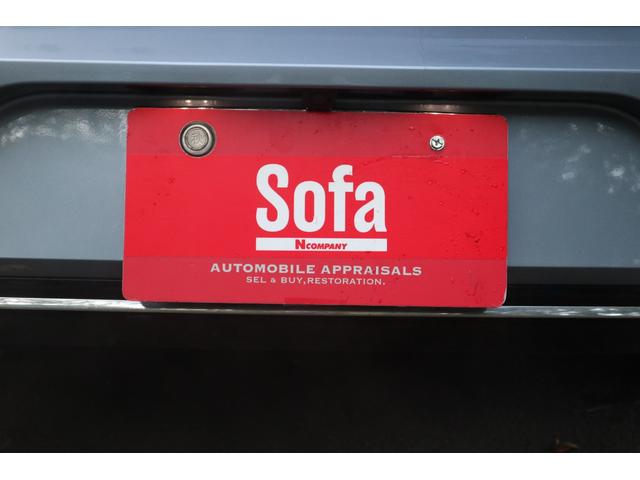 Sofa
NCOMPANY
AUTOMOBILE APPRAISALS
SEL & BUY,RESTORATION.